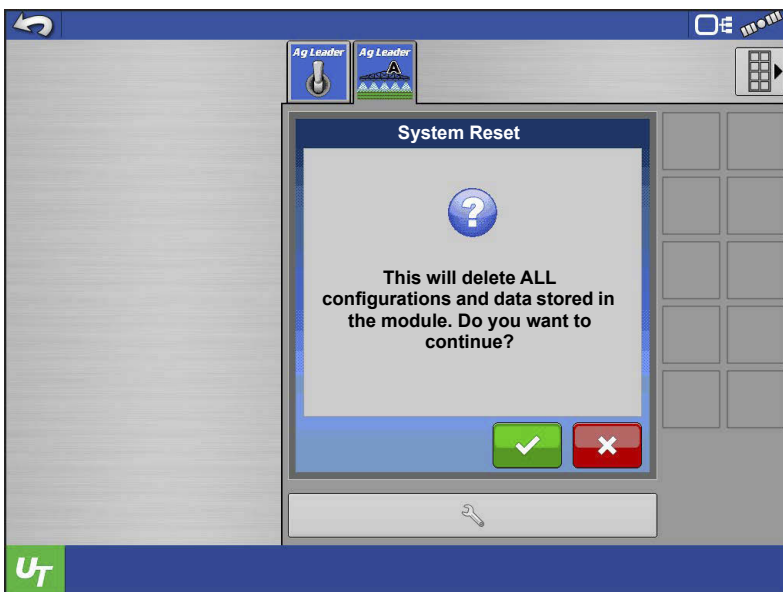 Ag Leader
Ag Leader
A
System Reset
?
This will delete ALL
configurations and data stored in
the module. Do you want to
continue?
UT